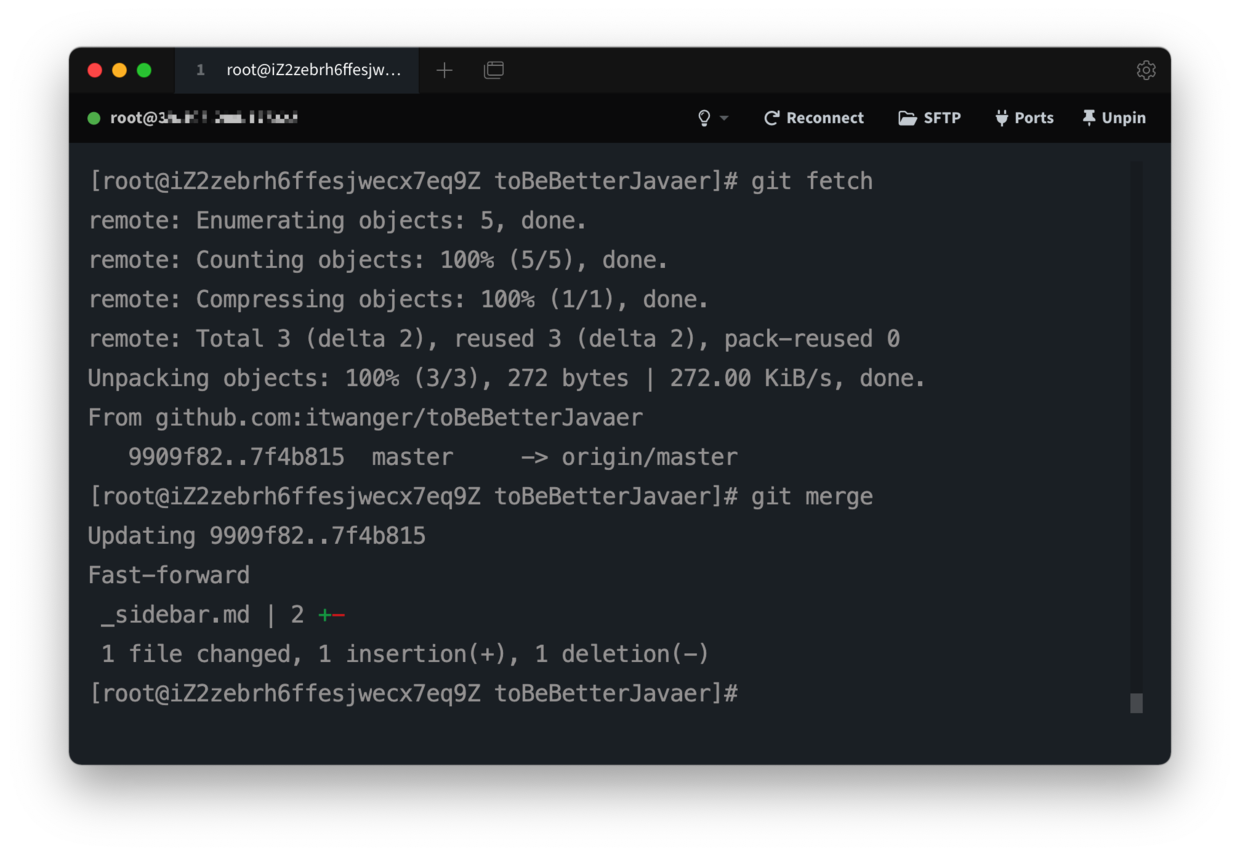 1 root@iZ2zebrh6ffesjw...
root@3
Reconnect SFTP Ports Unpin
[root@iZ2zebrh6ffesjwecx7eq9Z toBeBetterJavaer]# git fetch
remote: Enumerating objects: 5, done.
remote: Counting objects: 100% (5/5), done.
remote: Compressing objects: 100% (1/1), done.
remote: Total 3 (delta 2), reused 3 (delta 2), pack-reused 0
Unpacking objects: 100% (3/3), 272 bytes | 272.00 KiB/s, done.
From github.com:itwanger/toBeBetterJavaer
   9909f82..7f4b815  master     -> origin/master
[root@iZ2zebrh6ffesjwecx7eq9Z toBeBetterJavaer]# git merge
Updating 9909f82..7f4b815
Fast-forward
 _sidebar.md | 2 +-
 1 file changed, 1 insertion(+), 1 deletion(-)
[root@iZ2zebrh6ffesjwecx7eq9Z toBeBetterJavaer]#